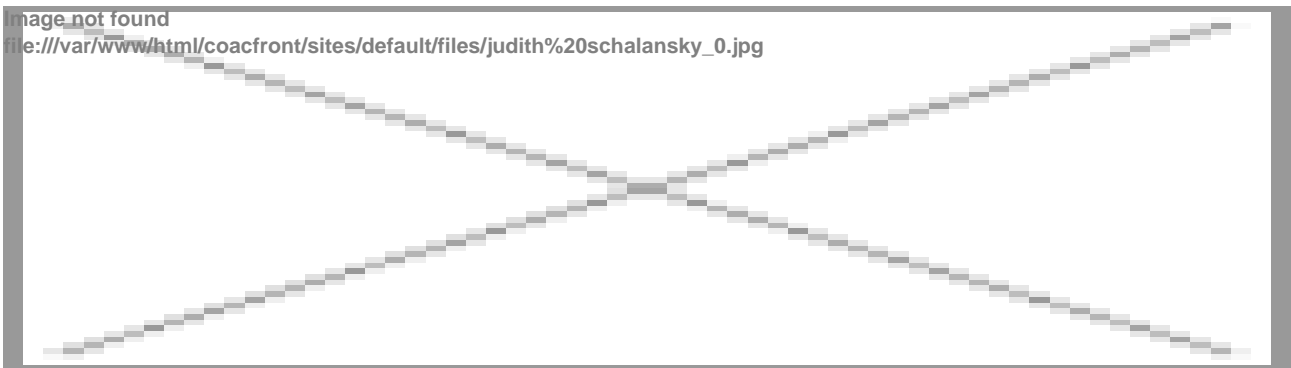 Image not found
file:///var/www/html/coacfront/sites/default/files/judith%20schalansky_0.jpg